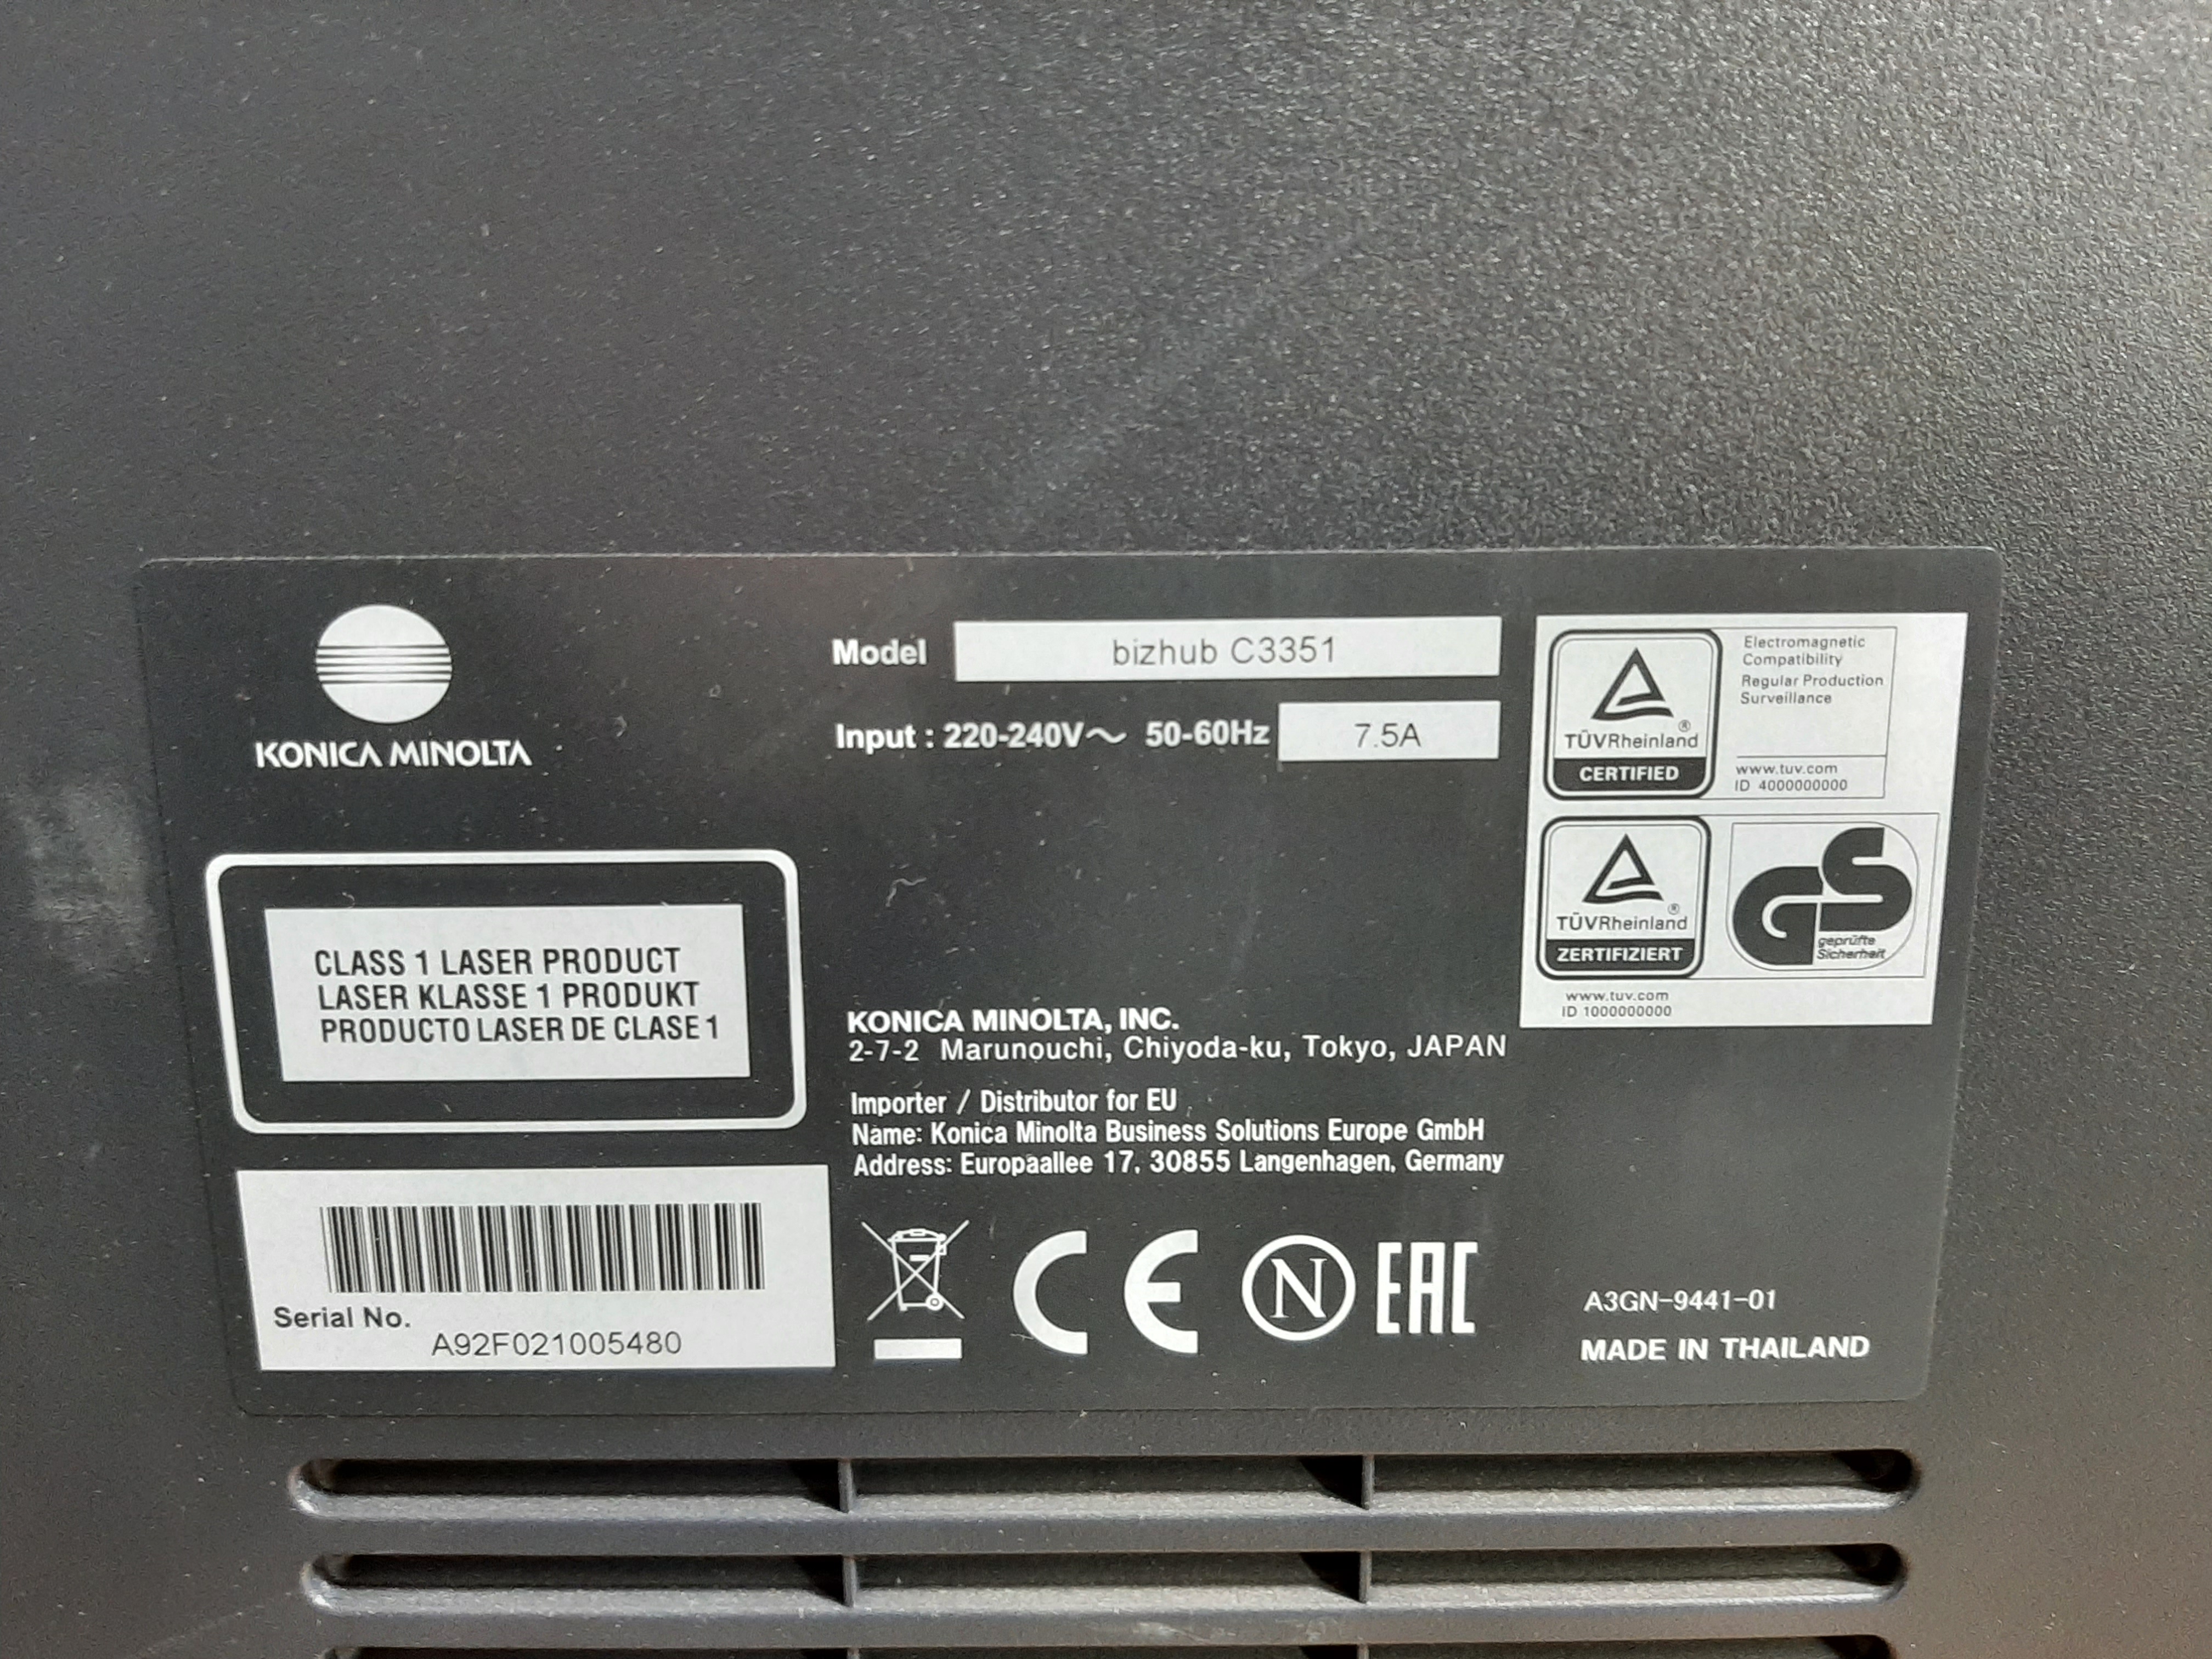 KONICA MINOLTA
Model bizhub C3351
Input : 220-240V～ 50-60Hz 7.5A
Electromagnetic
Compatibility
Regular Production
Surveillance
TÜVRheinland®
CERTIFIED
www.tuv.com
ID 4000000000
TÜVRheinland®
ZERTIFIZIERT
GS
geprüfte
Sicherheit
www.tuv.com
ID 1000000000
CLASS 1 LASER PRODUCT
LASER KLASSE 1 PRODUKT
PRODUCTO LASER DE CLASE 1
KONICA MINOLTA, INC.
2-7-2 Marunouchi, Chiyoda-ku, Tokyo, JAPAN
Importer / Distributor for EU
Name: Konica Minolta Business Solutions Europe GmbH
Address: Europaallee 17, 30855 Langenhagen, Germany
Serial No.
A92F021005480
CE N EAC
A3GN-9441-01
MADE IN THAILAND